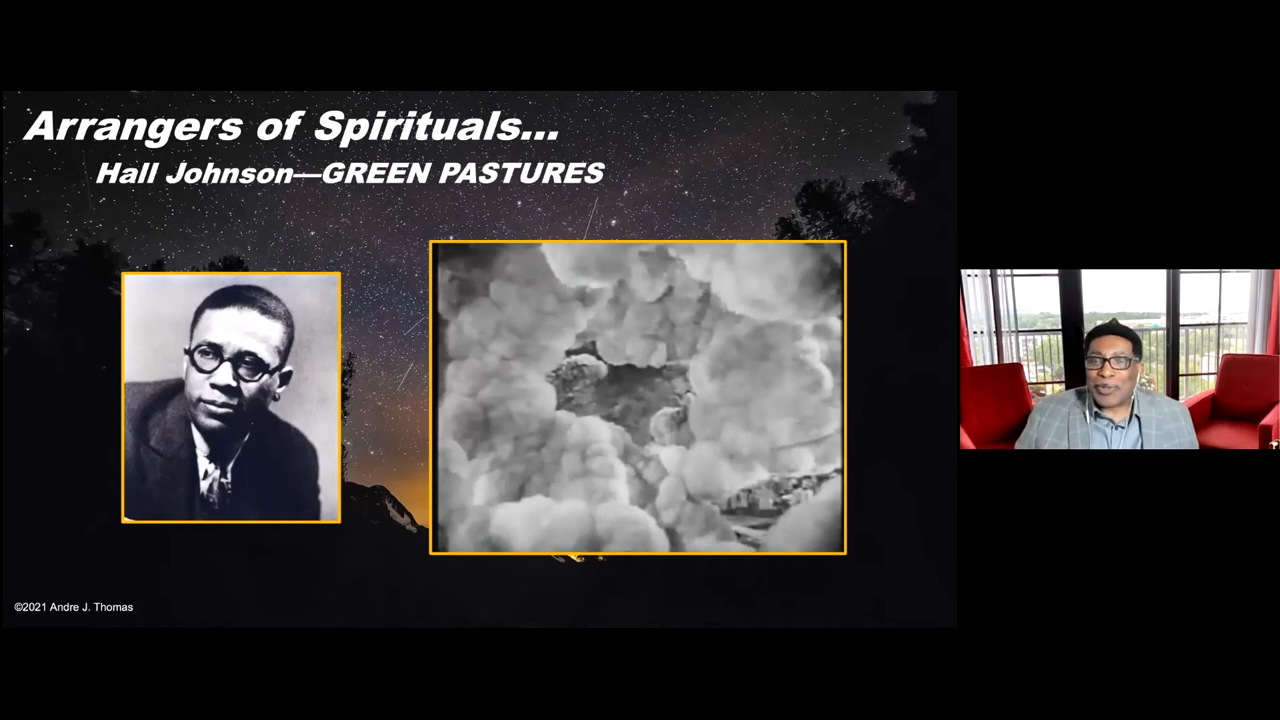 Arrangers of Spirituals...
Hall Johnson—GREEN PASTURES
©2021 Andre J. Thomas